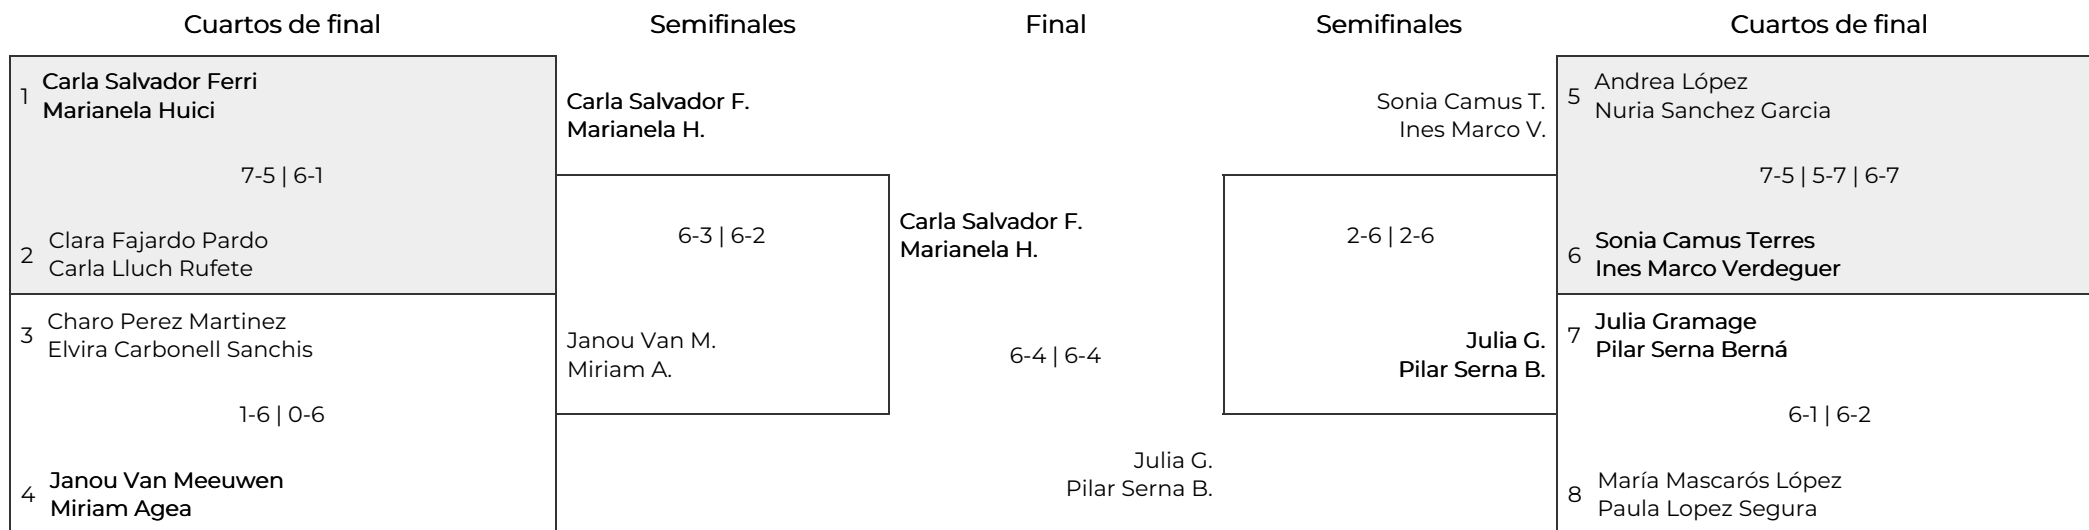 Cuartos de final
Semifinales
Final
Semifinales
Cuartos de final
1
Carla Salvador Ferri
Marianela Huici
7-5 | 6-1
2
Clara Fajardo Pardo
Carla Lluch Rufete
3
Charo Perez Martinez
Elvira Carbonell Sanchis
1-6 | 0-6
4
Janou Van Meeuwen
Miriam Agea
Carla Salvador F.
Marianela H.
6-3 | 6-2
Janou Van M.
Miriam A.
Carla Salvador F.
Marianela H.
6-4 | 6-4
Julia G.
Pilar Serna B.
Sonia Camus T.
Ines Marco V.
2-6 | 2-6
Julia G.
Pilar Serna B.
5
Andrea López
Nuria Sanchez Garcia
7-5 | 5-7 | 6-7
6
Sonia Camus Terres
Ines Marco Verdeguer
7
Julia Gramage
Pilar Serna Berná
6-1 | 6-2
8
María Mascarós López
Paula Lopez Segura